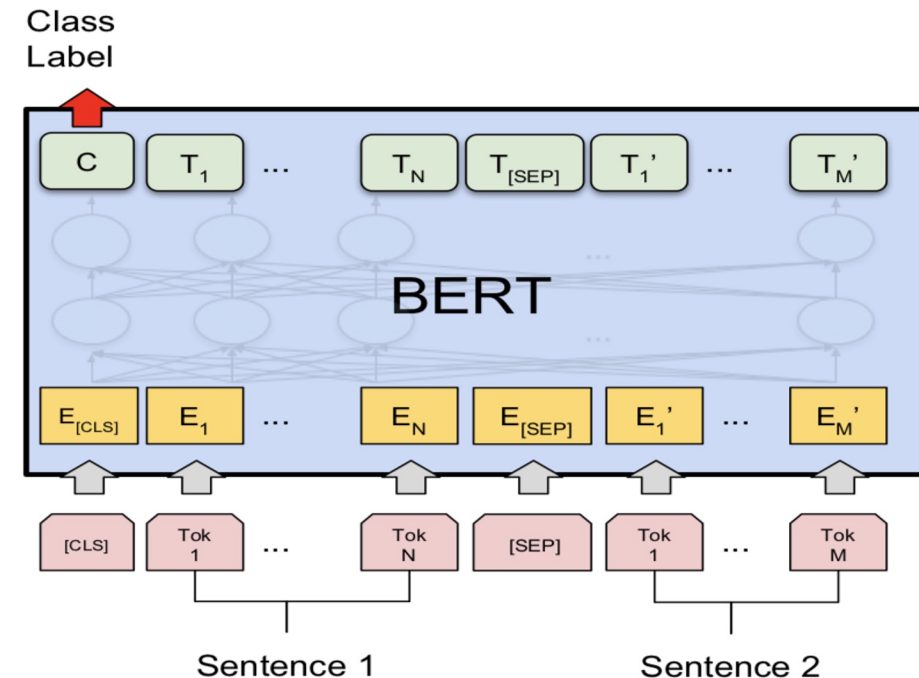 Class
Label
C T1 ... TN T[SEP] T1' ... TM'
...
BERT
...
E[CLS] E1 ... EN E[SEP] E1' ... EM'
[CLS] Tok 1 ... Tok N [SEP] Tok 1 ... Tok M
Sentence 1 Sentence 2